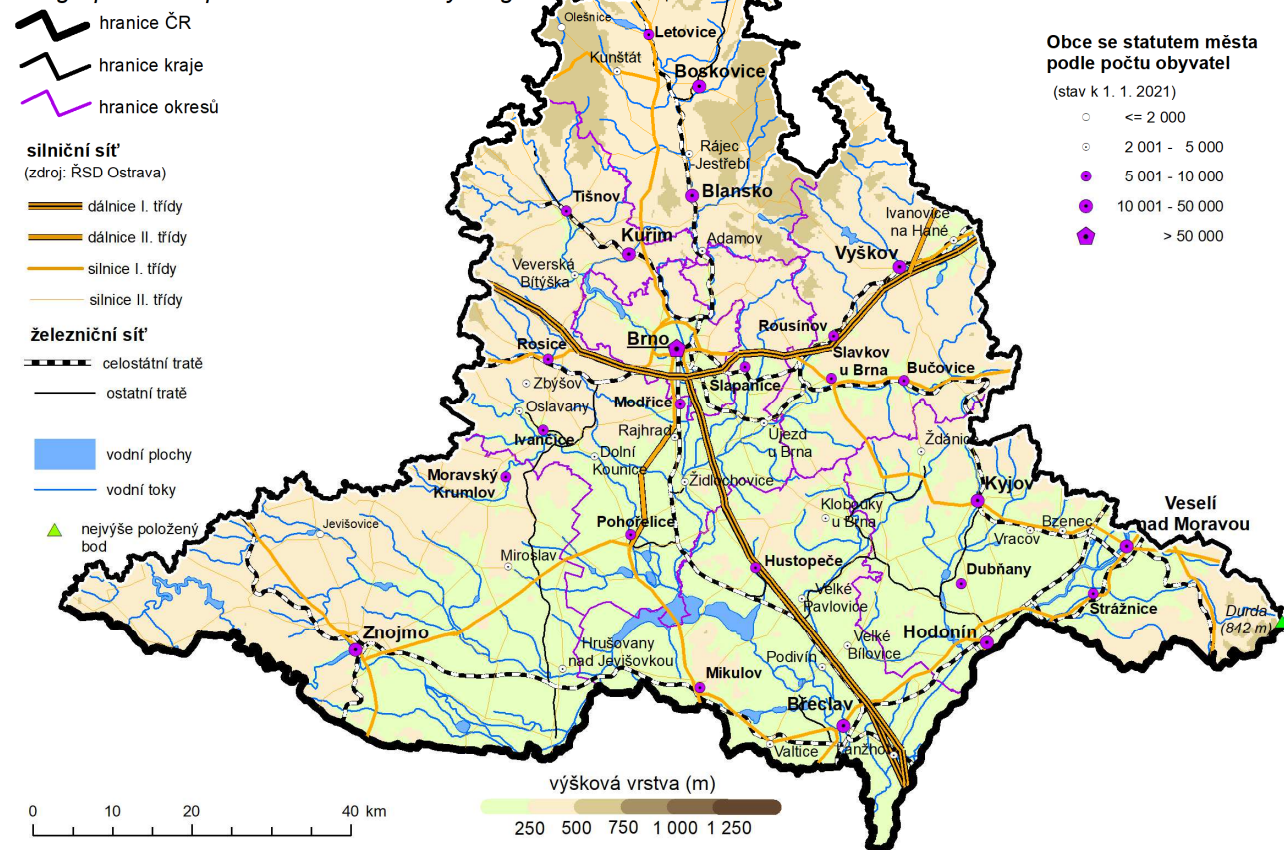 hranice ČR
hranice kraje
hranice okresů
silniční síť
(zdroj: ŘSD Ostrava)
dálnice I. třídy
dálnice II. třídy
silnice I. třídy
silnice II. třídy
železniční síť
celostátní tratě
ostatní tratě
vodní plochy
vodní toky
nejvýše položený
bod
Obce se statutem města
podle počtu obyvatel
(stav k 1. 1. 2021)
<= 2 000
2 001 - 5 000
5 001 - 10 000
10 001 - 50 000
> 50 000
Olešnice
Letovice
Kunštát
Boskovice
Rájec
-Jestřebí
Blansko
Tišnov
Ivanovice
na Hané
Kuřim
Adamov
Vyškov
Veverská
Bítýška
Rousínov
Brno
Rosice
Slavkov
u Brna
Bučovice
Šlapanice
Zbýšov
Modřice
Oslavany
Rajhrad
Ivančice
Újezd
u Brna
Ždánice
Dolní
Kounice
Moravský
Krumlov
Židlochovice
Kyjov
Klobouky
u Brna
Veselí
nad Moravou
Jevišovice
Pohořelice
Bzenec
Vracov
Miroslav
Hustopeče
Dubňany
Velké
Pavlovice
Strážnice
Durda
(842 m)
Znojmo
Hodonín
Velké
Bílovice
Hrušovany
nad Jevišovkou
Podivín
Mikulov
Břeclav
Valtice
Lanžhot
výšková vrstva (m)
250 500 750 1 000 1 250
0 10 20 40 km